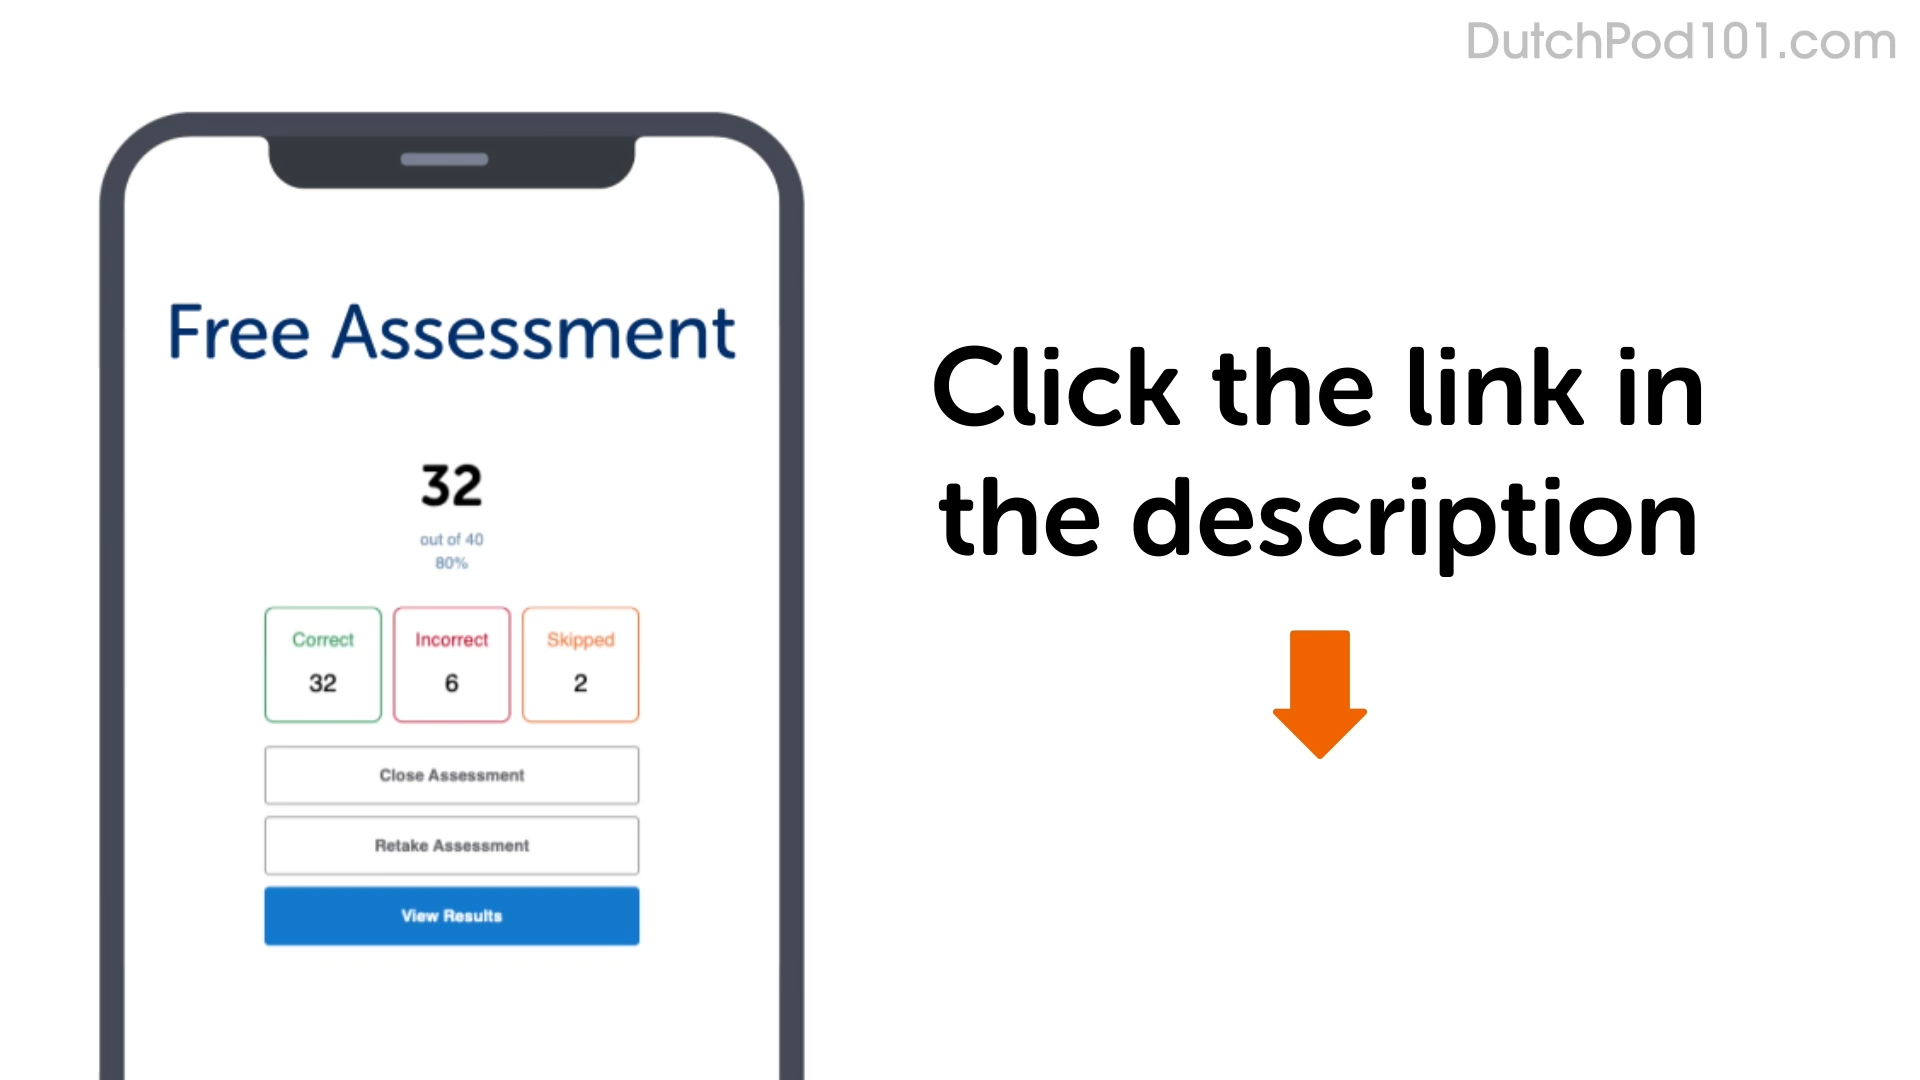 DutchPod101.com
Free Assessment
32
out of 40
80%
Correct
32
Incorrect
6
Skipped
2
Close Assessment
Retake Assessment
View Results
Click the link in
the description